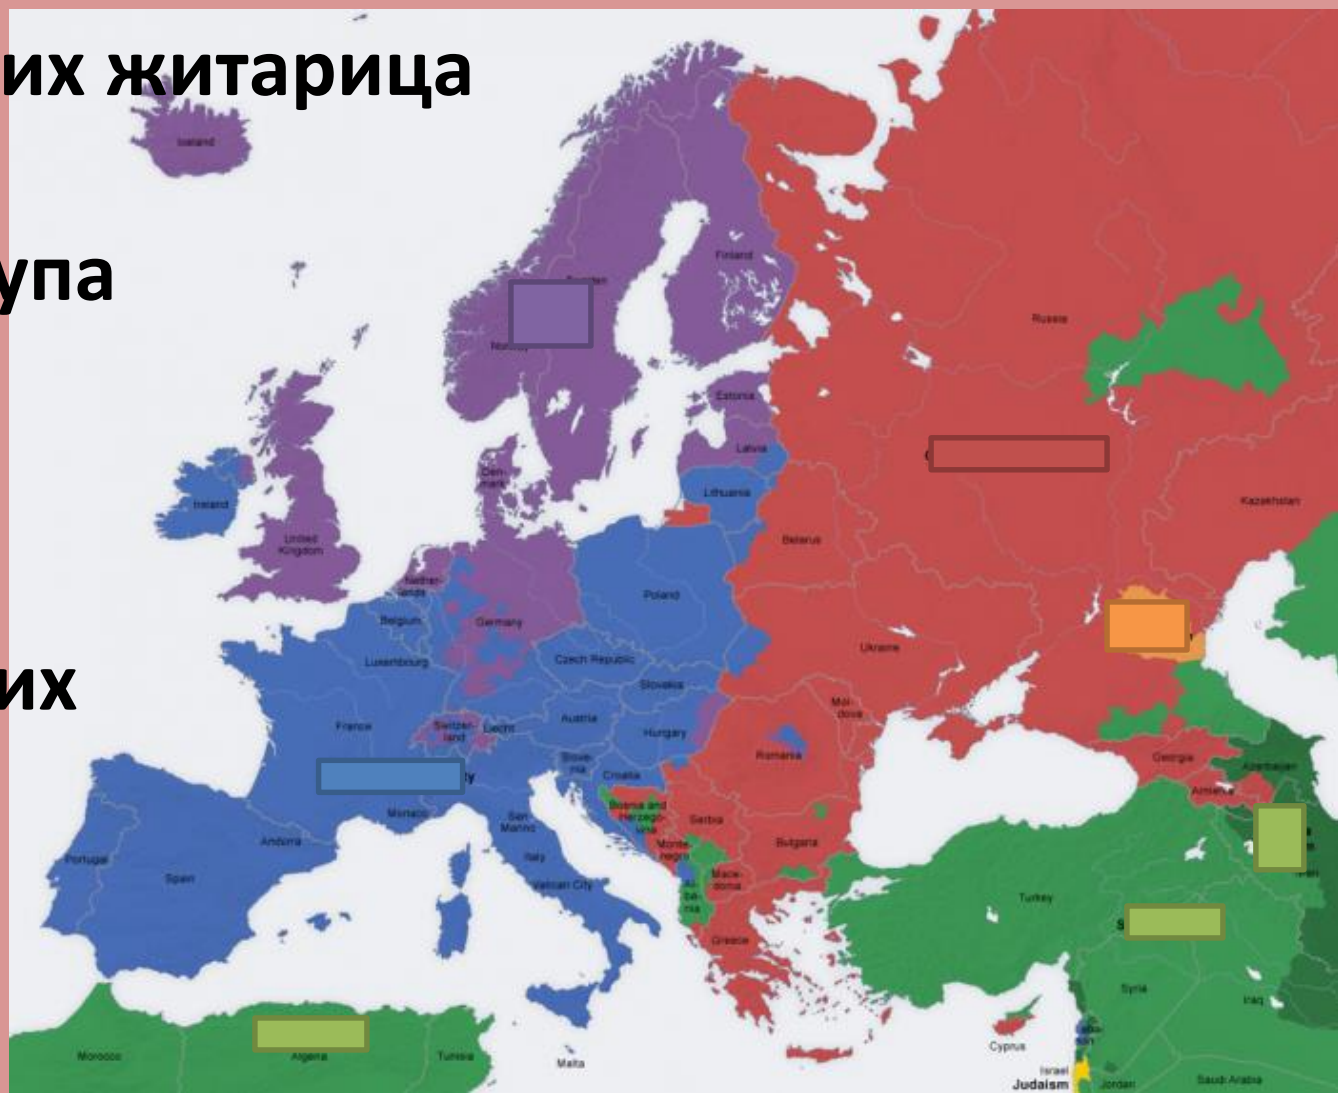 их житарица
Iceland
Finland
Russia
Estonia
Latvia
Den-
mark
Lithuania
Ireland
Kazakhstan
United
Kingdom
Belarus
Nether-
lands
Poland
Belgium
Germany
Ukraine
Czech Republic
Luxembourg
Slovakia
их
Mol-
dova
Austria
France
Switzer-
land
Liecht
Hungary
Romania
Georgia
Slove-
nia
Azerbaijan
Croatia
Armenia
Bosnia and
Herzego-
vina
Monaco
San
Marino
Serbia
Andorra
Bulgaria
Monte-
negro
Portugal
Italy
Spain
Vatican City
Mace-
donia
Al-
ba-
nia
Turkey
Greece
Syria
Iraq
Leba-
non
Cyprus
Morocco
Algeria
Tunisia
Malta
Israel
Judaism
Jordan
Saudi Arabia